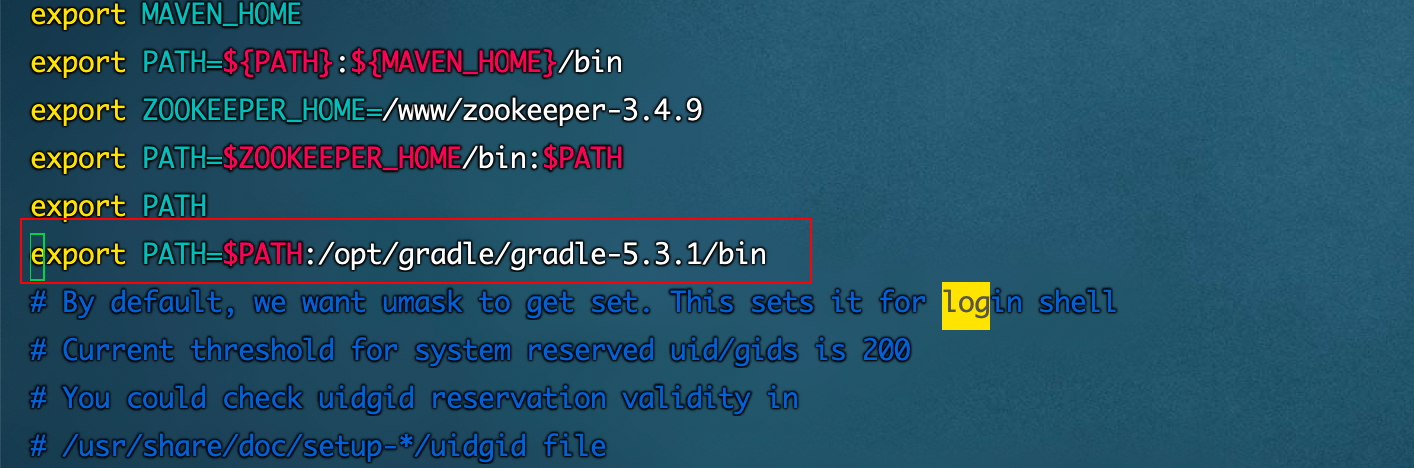 export MAVEN_HOME
export PATH=${PATH}:${MAVEN_HOME}/bin
export ZOOKEEPER_HOME=/www/zookeeper-3.4.9
export PATH=$ZOOKEEPER_HOME/bin:$PATH
export PATH
export PATH=$PATH:/opt/gradle/gradle-5.3.1/bin
# By default, we want umask to get set. This sets it for login shell
# Current threshold for system reserved uid/gids is 200
# You could check uidgid reservation validity in
# /usr/share/doc/setup-*/uidgid file